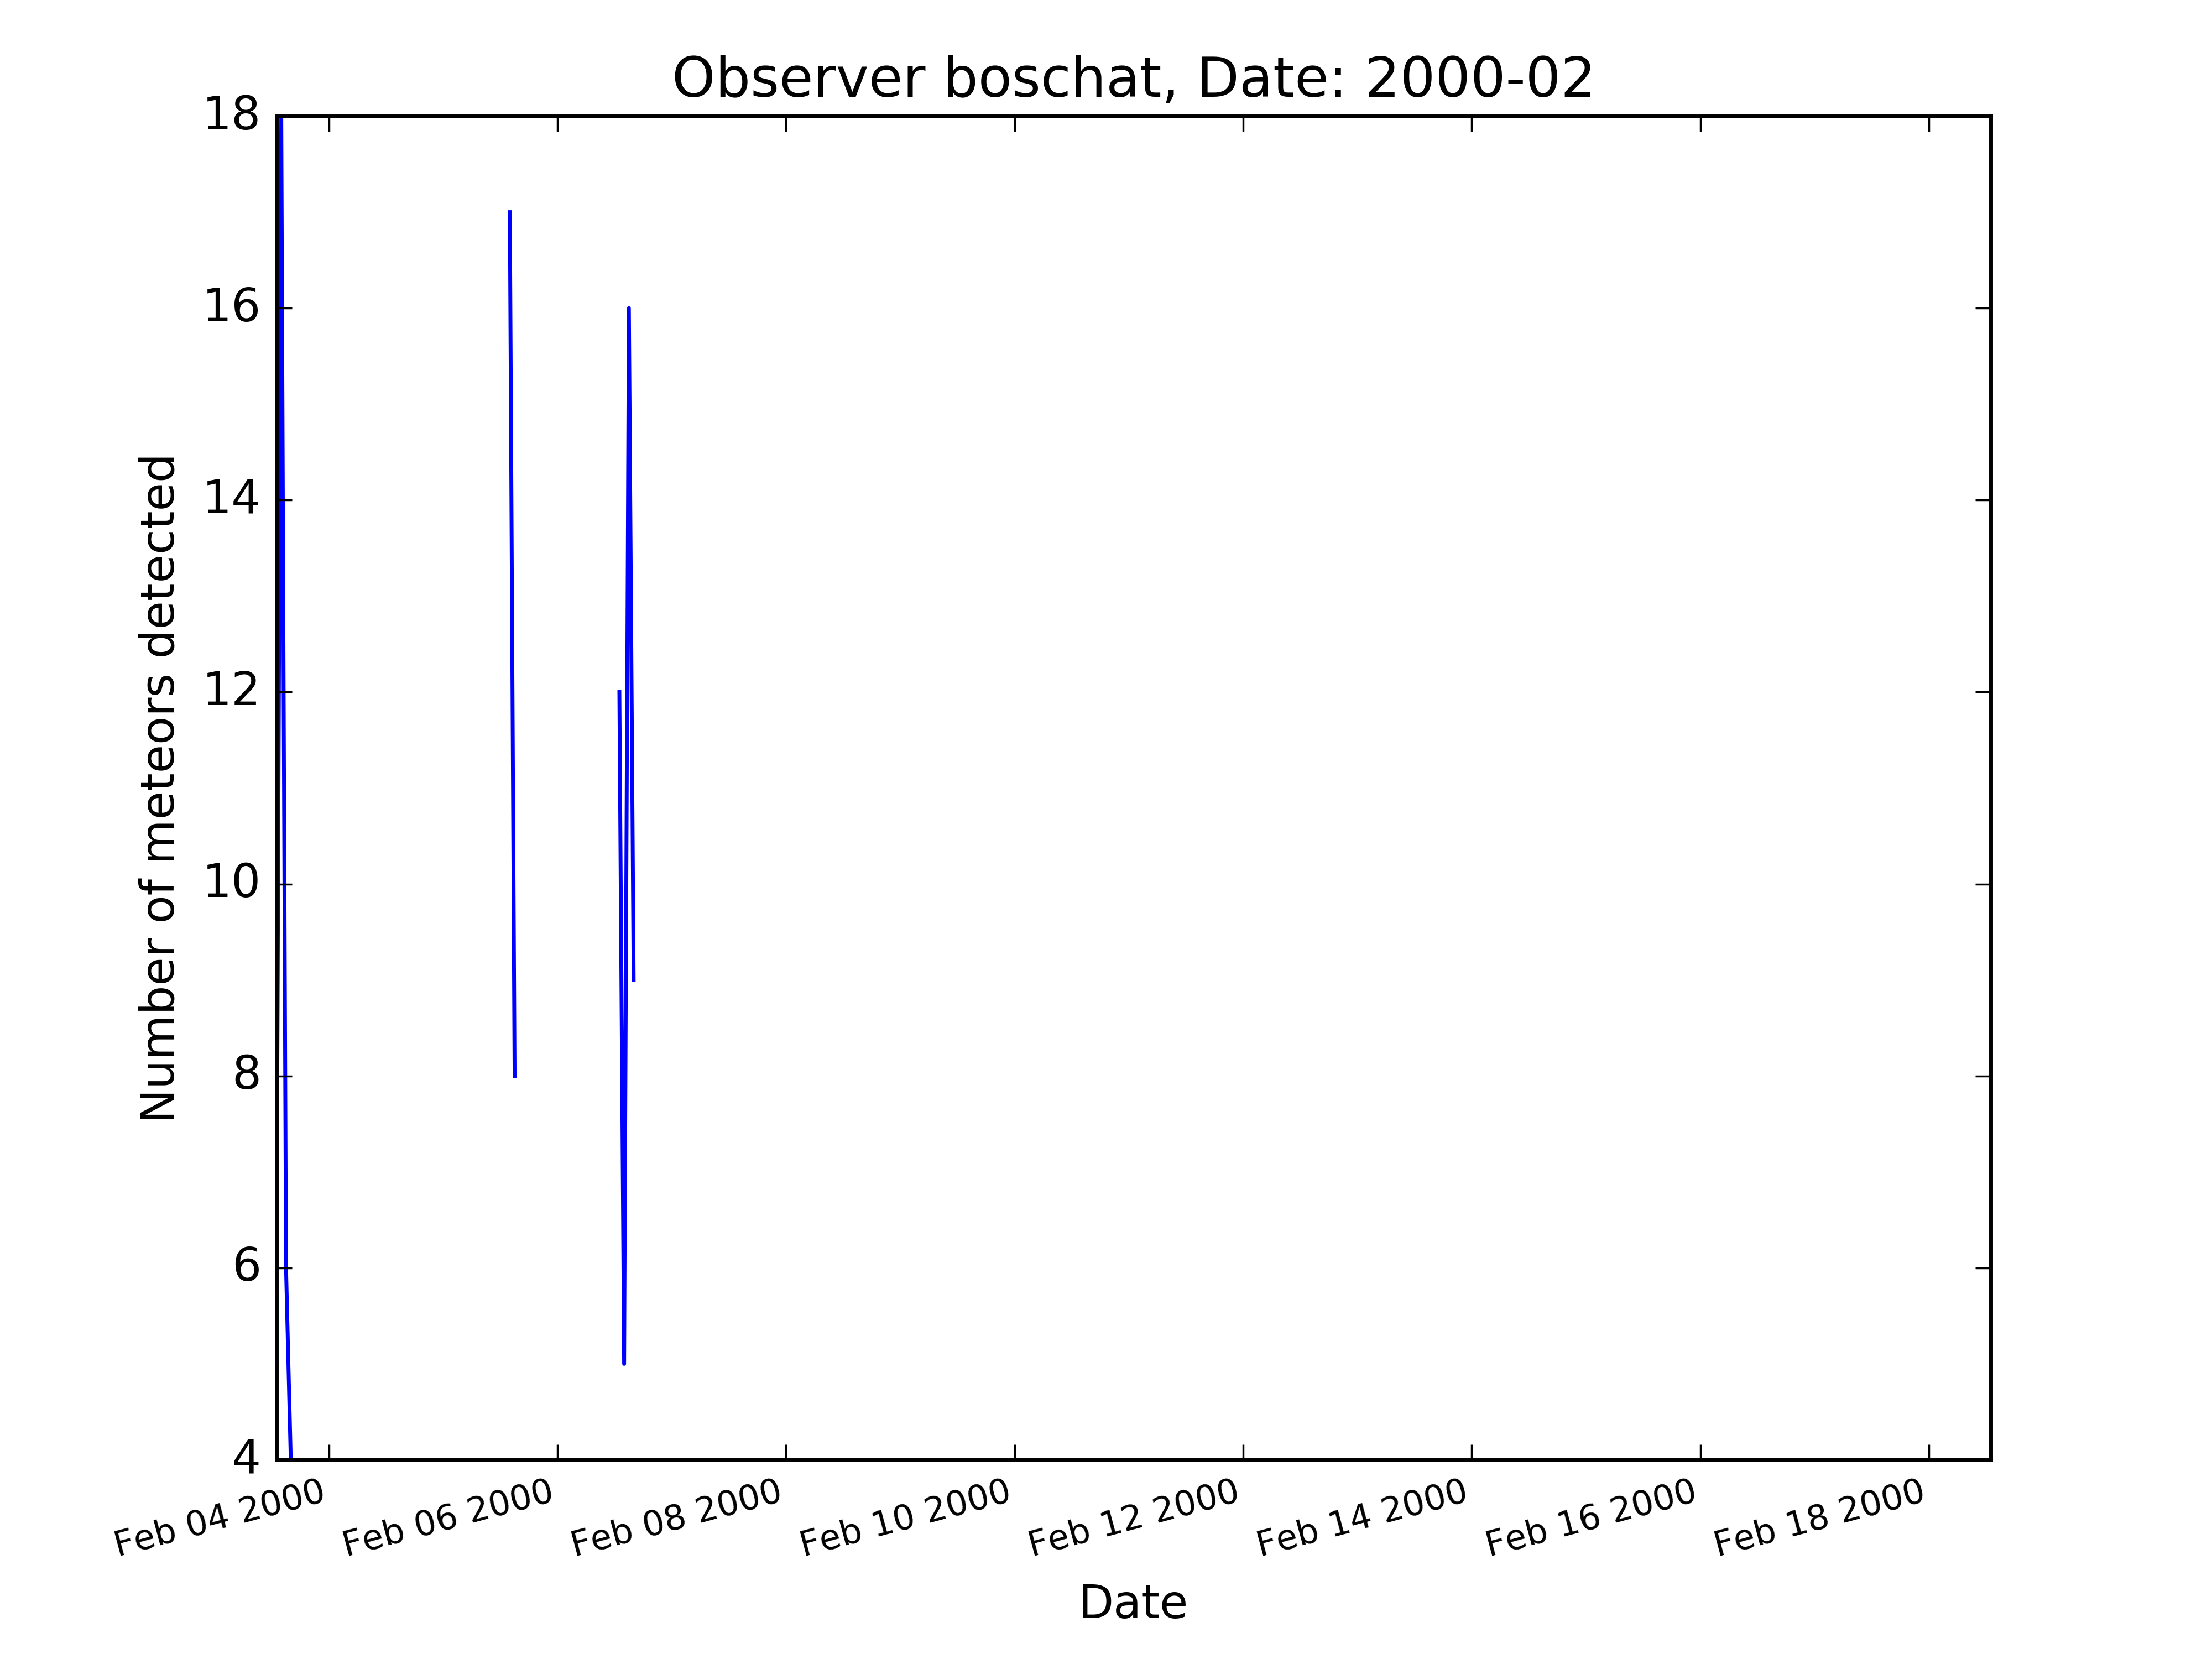 Observer boschat, Date: 2000-02
18
16
14
12
10
8
6
4
Number of meteors detected
Feb 04 2000
Feb 06 2000
Feb 08 2000
Feb 10 2000
Feb 12 2000
Feb 14 2000
Feb 16 2000
Feb 18 2000
Date